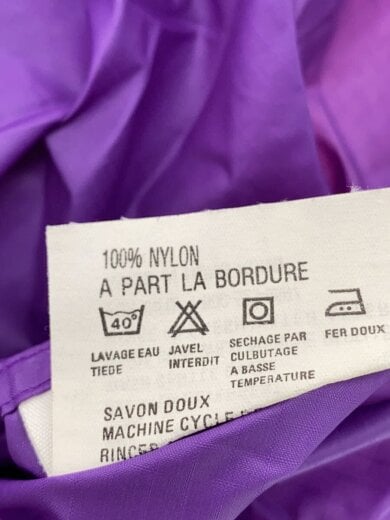 100% NYLON
A PART LA BORDURE
40°
LAVAGE EAU TIEDE
JAVEL INTERDIT
SECHAGE PAR CULBUTAGE A BASSE TEMPERATURE
FER DOUX
SAVON DOUX
MACHINE CYCLE
RINCER